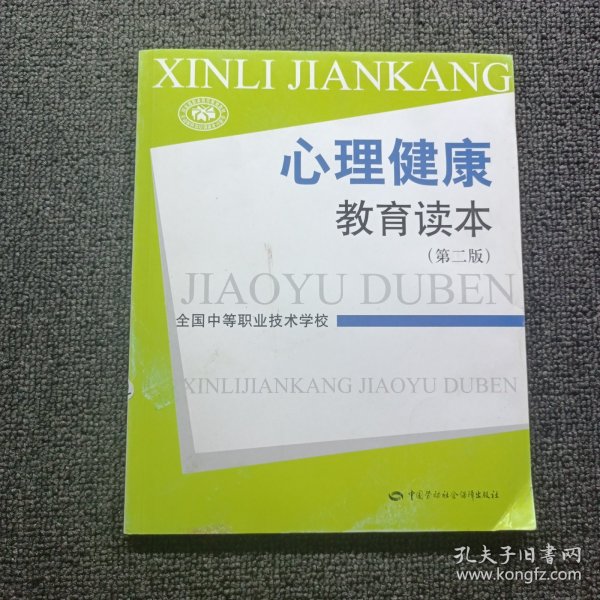 XINLI JIANKANG
心理健康
教育读本
(第二版)
JIAOYU DUBEN
全国中等职业技术学校
XINLIJIANKANG JIAOYU DUBEN
中国劳动社会保障出版社
孔夫子旧书网
www.kongfz.com